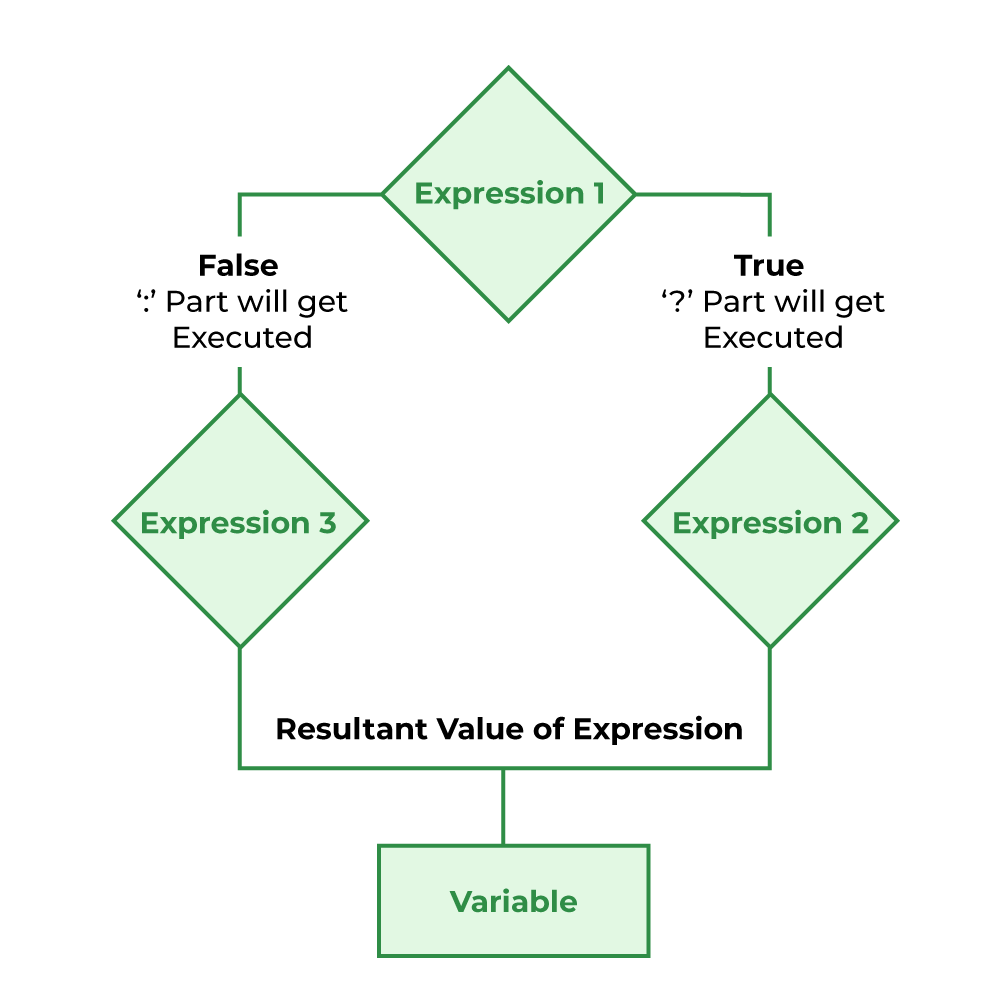 Expression 1
False
‘:’ Part will get
Executed
True
‘?’ Part will get
Executed
Expression 3
Expression 2
Resultant Value of Expression
Variable